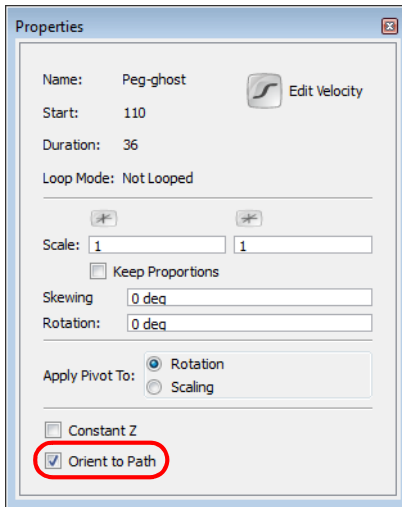 Properties
Name: Peg-ghost
Edit Velocity
Start: 110
Duration: 36
Loop Mode: Not Looped
Scale: 1 1
Keep Proportions
Skewing 0 deg
Rotation: 0 deg
Apply Pivot To: Rotation
Scaling
Constant Z
Orient to Path